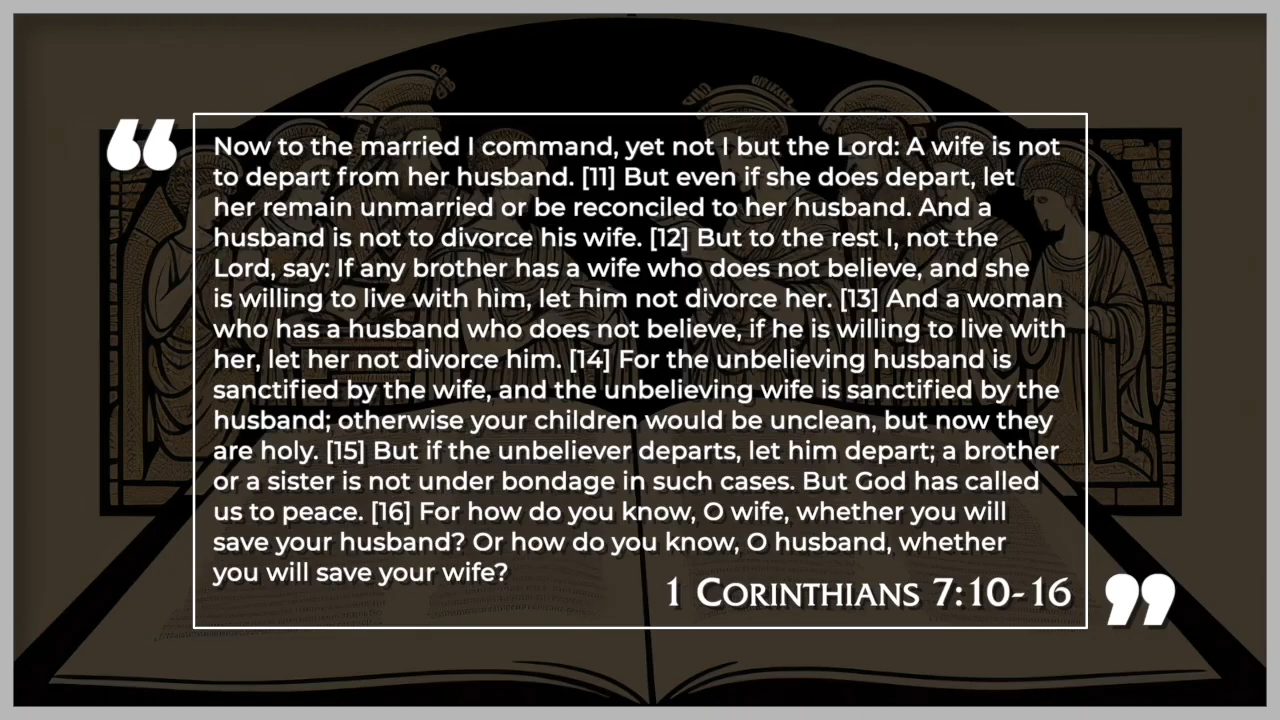 “
Now to the married I command, yet not I but the Lord: A wife is not
to depart from her husband. [11] But even if she does depart, let
her remain unmarried or be reconciled to her husband. And a
husband is not to divorce his wife. [12] But to the rest I, not the
Lord, say: If any brother has a wife who does not believe, and she
is willing to live with him, let him not divorce her. [13] And a woman
who has a husband who does not believe, if he is willing to live with
her, let her not divorce him. [14] For the unbelieving husband is
sanctified by the wife, and the unbelieving wife is sanctified by the
husband; otherwise your children would be unclean, but now they
are holy. [15] But if the unbeliever departs, let him depart; a brother
or a sister is not under bondage in such cases. But God has called
us to peace. [16] For how do you know, O wife, whether you will
save your husband? Or how do you know, O husband, whether
you will save your wife?
1 Corinthians 7:10-16
”